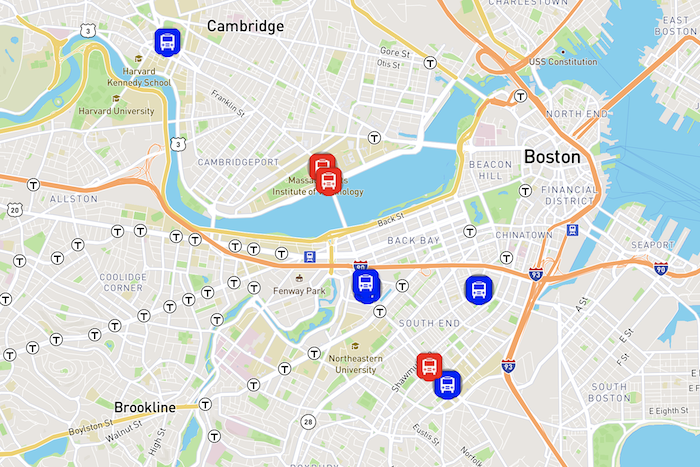 CHARLESTOWN
Cambridge
EAST
BOSTON
3
Gore St
Otis St
T
USS Constitution
Harvard
Kennedy School
Harvard University
Franklin St
T
NORTH END
T
3
CAMBRIDGEPORT
BEACON
HILL
Boston
Institute of Technology
T
ALLSTON
T
FINANCIAL
DISTRICT
20
Back St
T
T
T
T
T
T
T
BACK BAY
T
CHINATOWN
SEAPORT
T
T
90
93
90
COOLIDGE
CORNER
T
Fenway Park
T
T
T
A St
T
T
SOUTH END
E St
T
T
T
T
F St
Northeastern
University
T
T
93
SOUTH
BOSTON
Brookline
T
E Eighth St
28
Boylston St
Walnut St
High St
T
Eustis St
Norfolk
ROXBURY